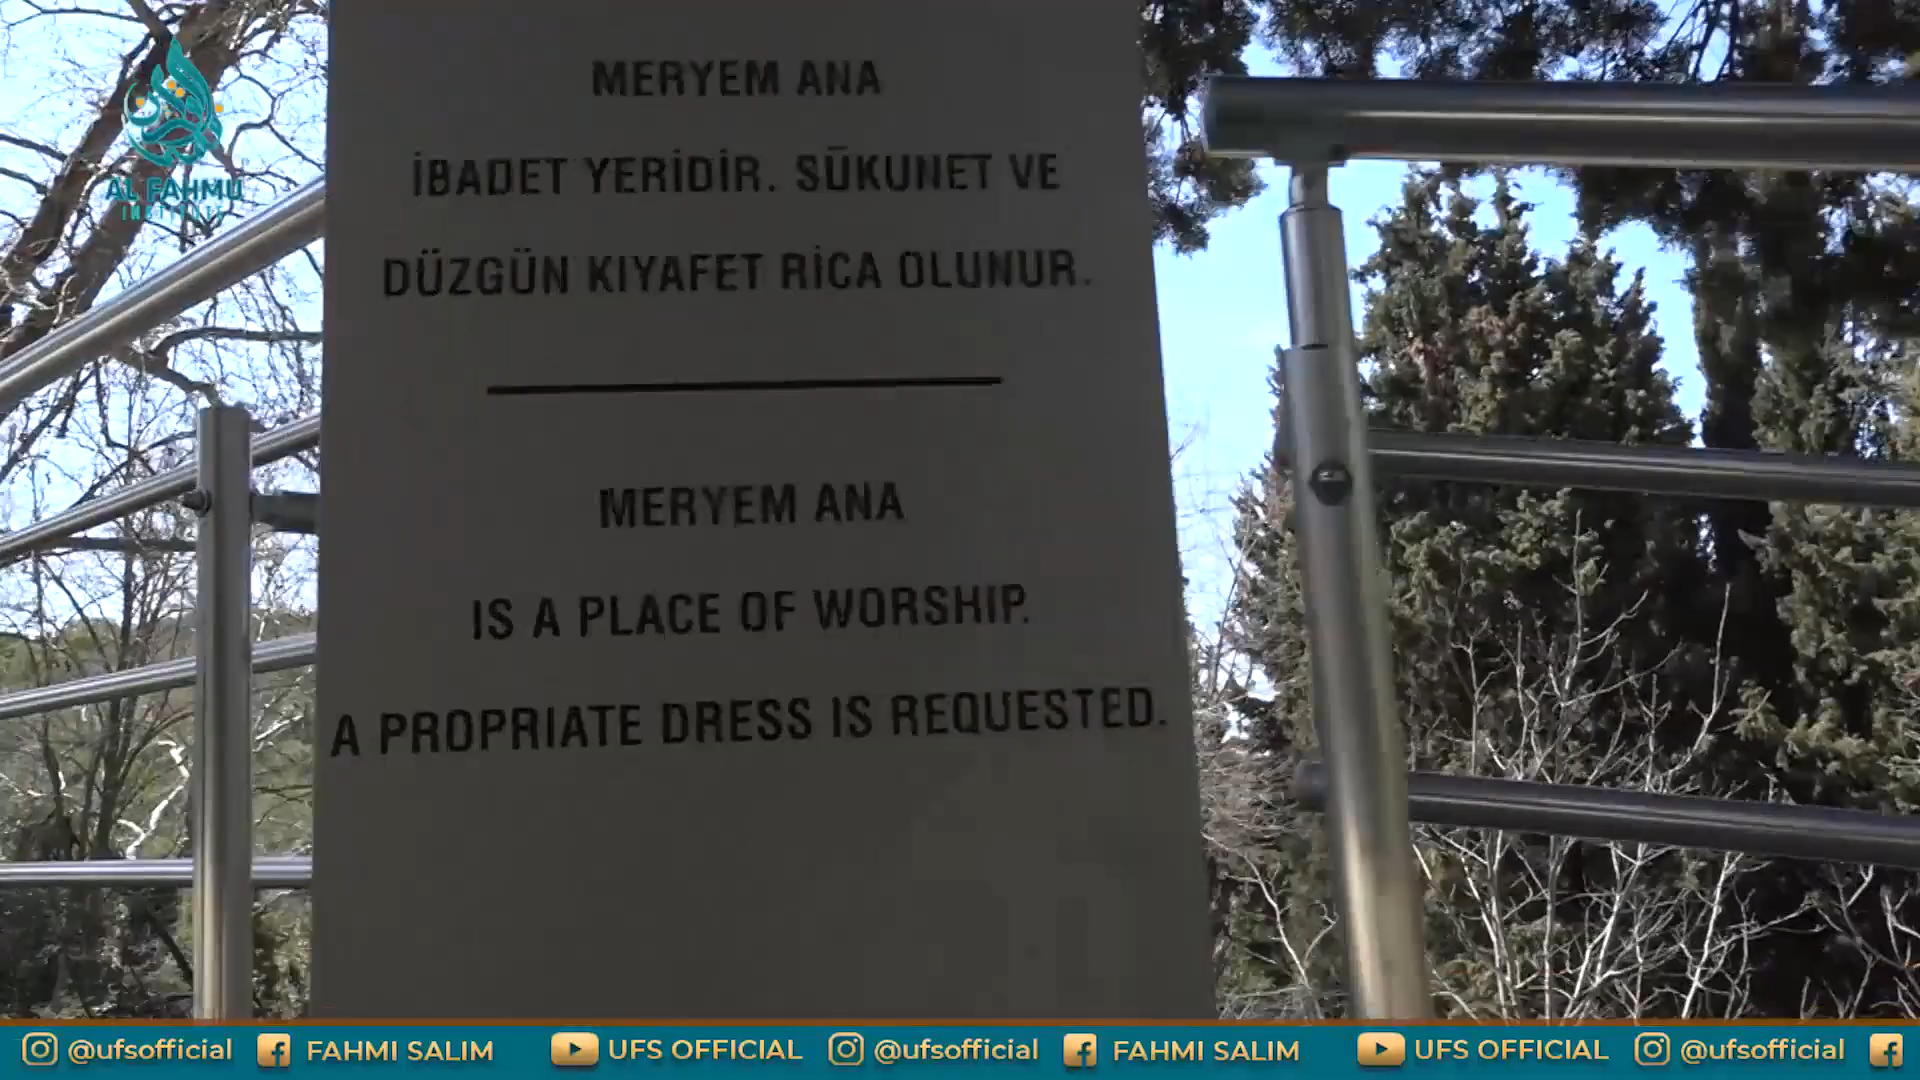 AL FAHMU
INSTITUTE
MERYEM ANA
İBADET YERİDİR. SÜKUNET VE
DÜZGÜN KIYAFET RİCA OLUNUR.
MERYEM ANA
IS A PLACE OF WORSHIP.
A PROPRIATE DRESS IS REQUESTED.
@ufsofficial FAHMI SALIM UFS OFFICIAL @ufsofficial FAHMI SALIM UFS OFFICIAL @ufsofficial